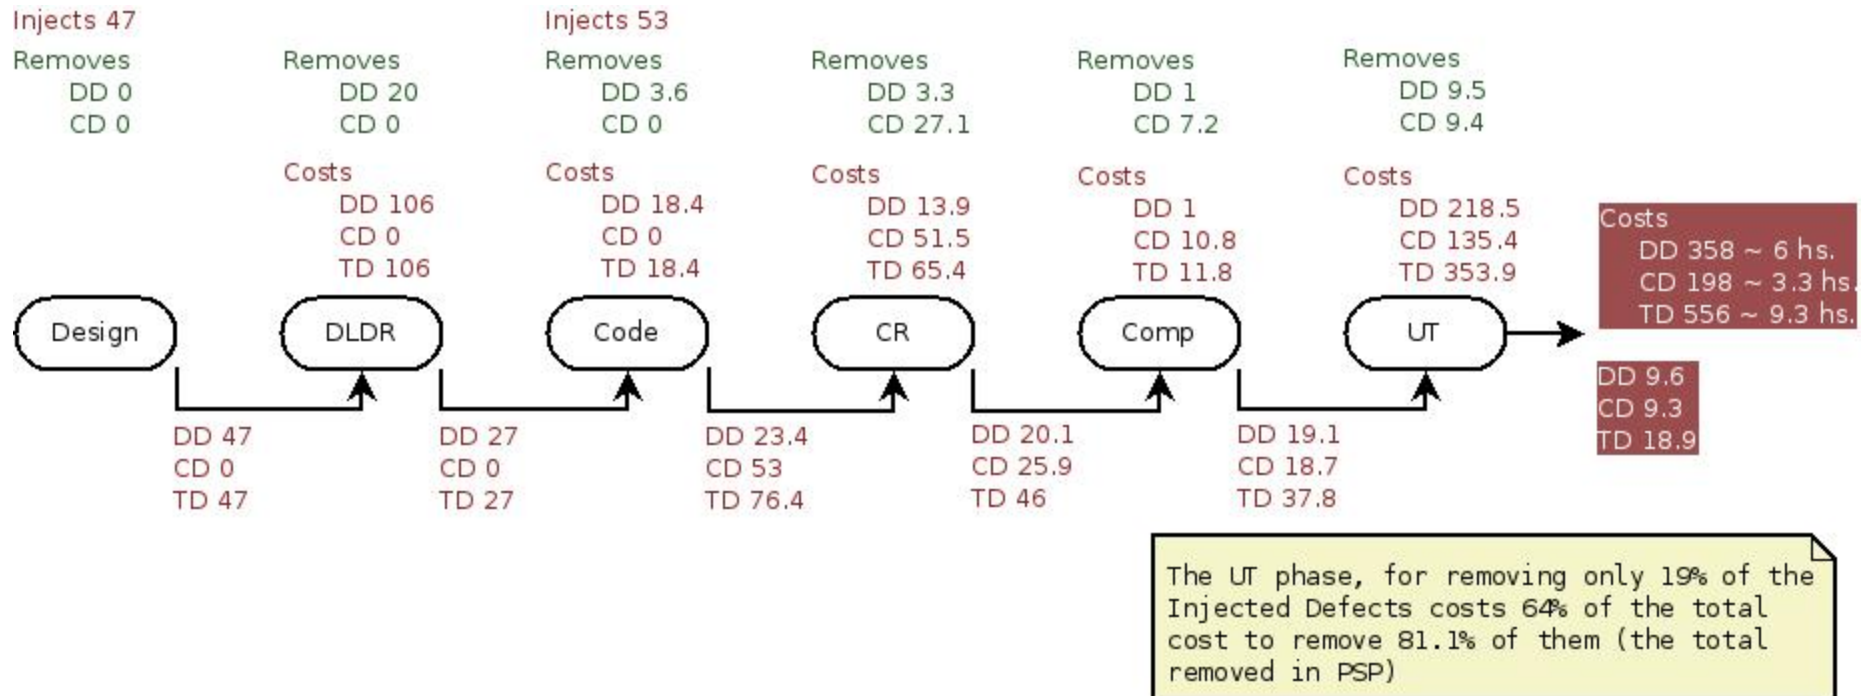 Injects 47
Removes
DD 0
CD 0
Removes
DD 20
CD 0
Costs
DD 106
CD 0
TD 106
Injects 53
Removes
DD 3.6
CD 0
Costs
DD 18.4
CD 0
TD 18.4
Removes
DD 3.3
CD 27.1
Costs
DD 13.9
CD 51.5
TD 65.4
Removes
DD 1
CD 7.2
Costs
DD 1
CD 10.8
TD 11.8
Removes
DD 9.5
CD 9.4
Costs
DD 218.5
CD 135.4
TD 353.9
Costs
DD 358 ~ 6 hs.
CD 198 ~ 3.3 hs.
TD 556 ~ 9.3 hs.
Design
DLDR
Code
CR
Comp
UT
DD 47
CD 0
TD 47
DD 27
CD 0
TD 27
DD 23.4
CD 53
TD 76.4
DD 20.1
CD 25.9
TD 46
DD 19.1
CD 18.7
TD 37.8
DD 9.6
CD 9.3
TD 18.9
The UT phase, for removing only 19% of the
Injected Defects costs 64% of the total
cost to remove 81.1% of them (the total
removed in PSP)